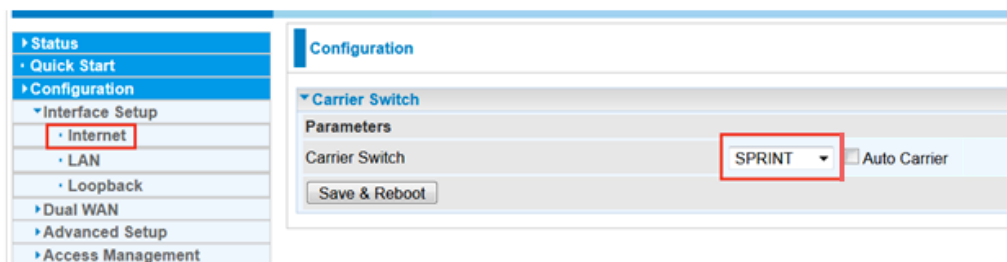 Status
Quick Start
Configuration
Interface Setup
Internet
LAN
Loopback
Dual WAN
Advanced Setup
Access Management
Configuration
Carrier Switch
Parameters
Carrier Switch SPRINT Auto Carrier
Save & Reboot